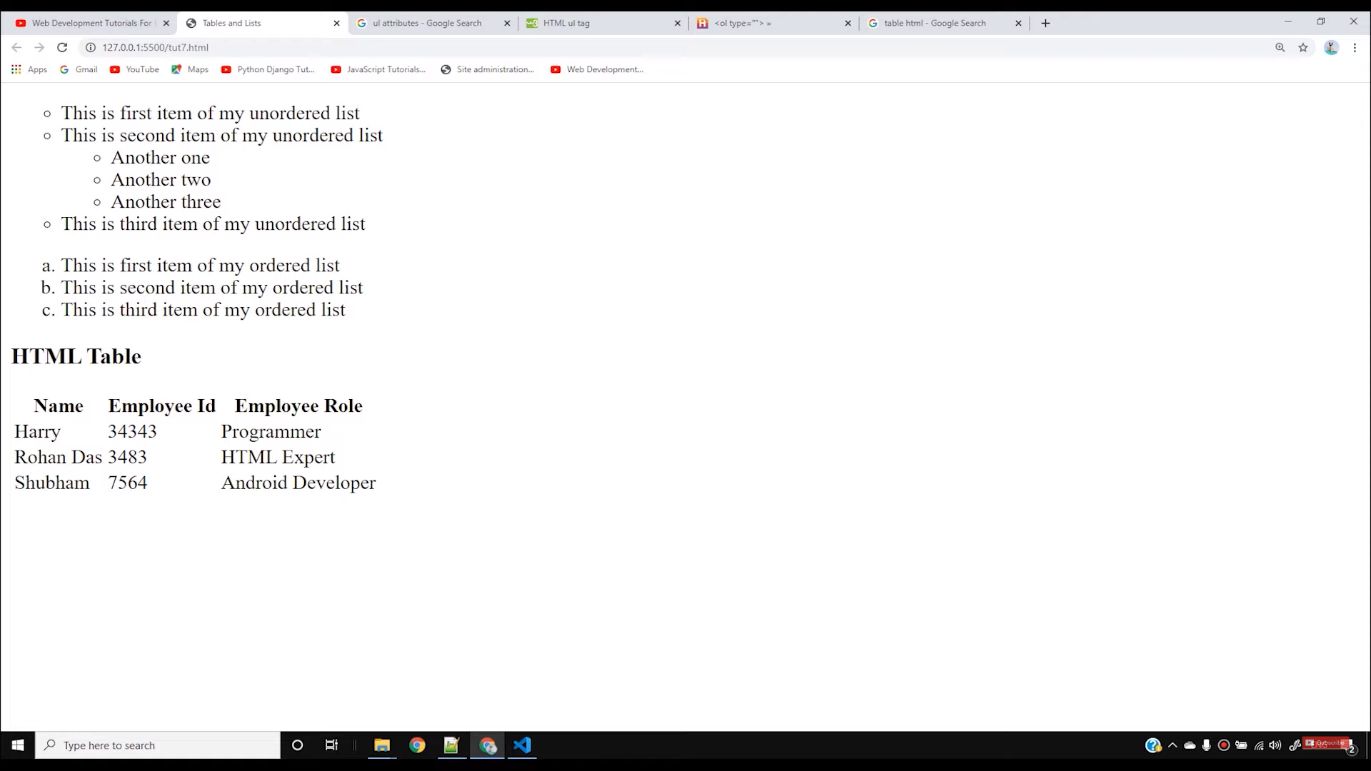 Web Development Tutorials For
Tables and Lists
ul attributes - Google Search
HTML ul tag
<ol type=""> =
table html - Google Search
127.0.0.1:5500/tut7.html
Apps
Gmail
YouTube
Maps
Python Django Tut...
JavaScript Tutorials...
Site administration...
Web Development...
This is first item of my unordered list
This is second item of my unordered list
Another one
Another two
Another three
This is third item of my unordered list
a. This is first item of my ordered list
b. This is second item of my ordered list
c. This is third item of my ordered list
HTML Table
Name Employee Id Employee Role
Harry 34343 Programmer
Rohan Das 3483 HTML Expert
Shubham 7564 Android Developer
Type here to search